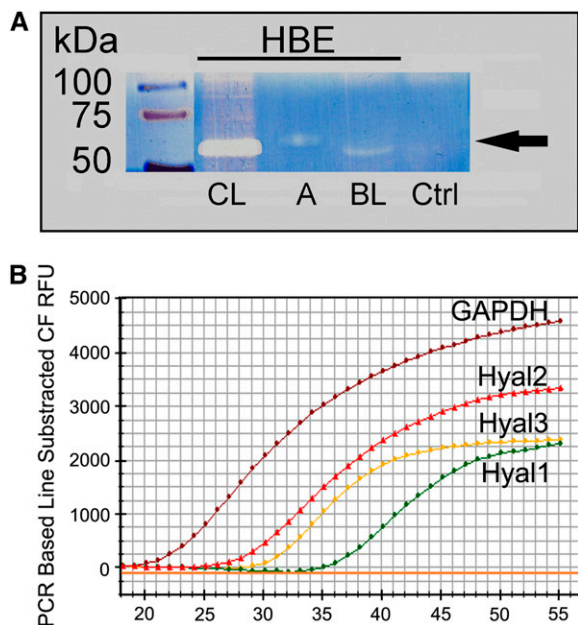 A
kDa
HBE
100
75
50
CL A BL Ctrl
B
PCR Based Line Substracted CF RFU
5000
4000
3000
2000
1000
0
GAPDH
Hyal2
Hyal3
Hyal1
20 25 30 35 40 45 50 55